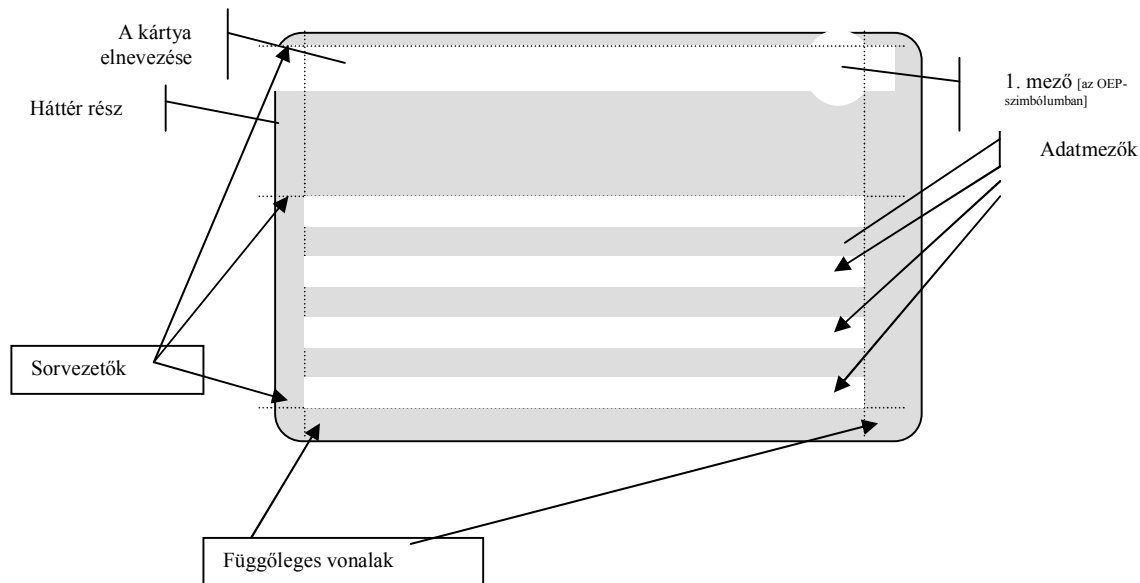 A kártya
elnevezése
Háttér rész
1. mező [az OEP-
szimbólumban]
Adatmezők
Sorvezetők
Függőleges vonalak